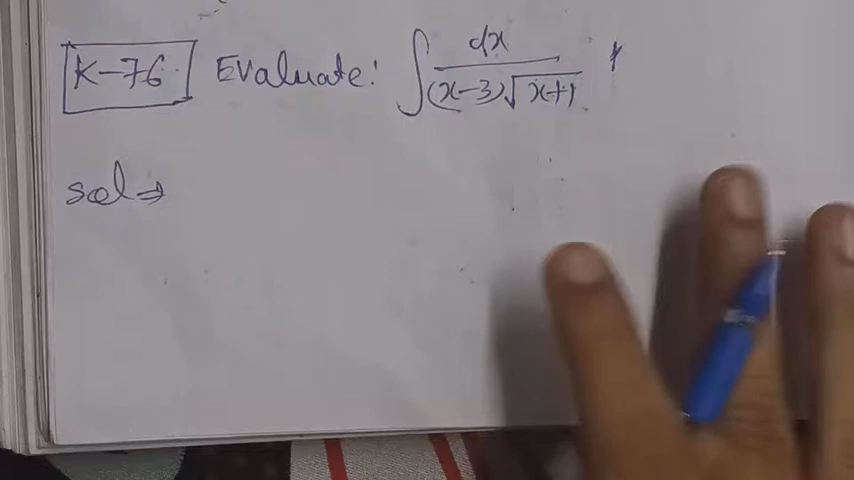 K-76 Evaluate: ∫ dx / (x-3)√(x+1)
sol ⇒